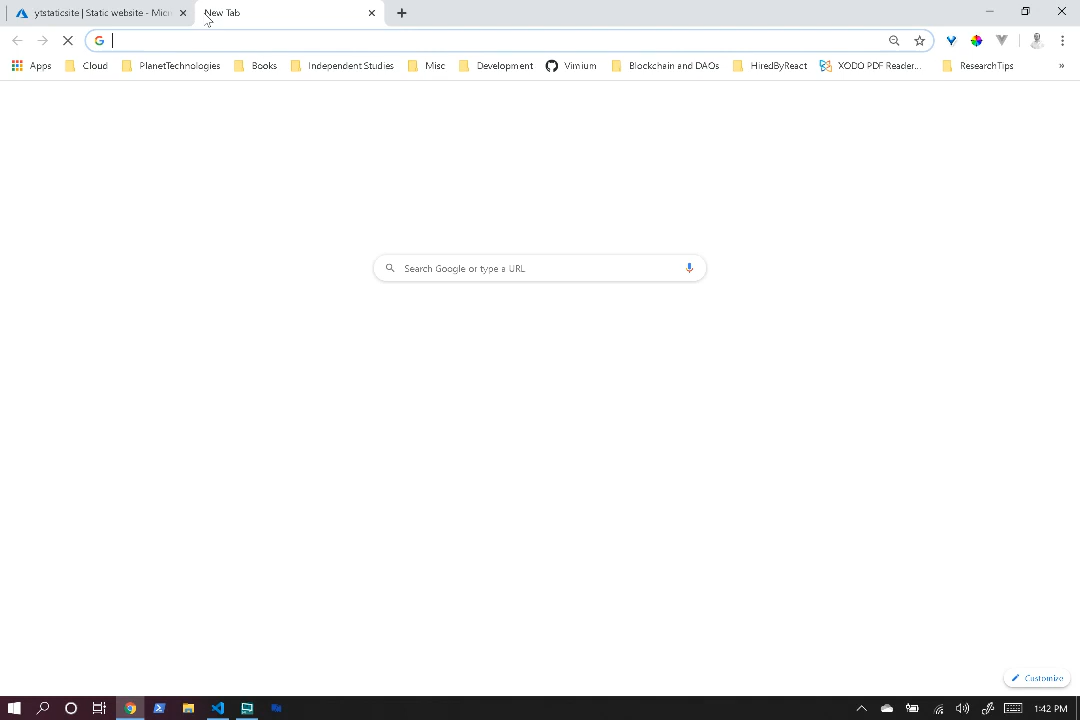 ytstaticsite | Static website - Micr
New Tab
Apps
Cloud
PlanetTechnologies
Books
Independent Studies
Misc
Development
Vimium
Blockchain and DAOs
HiredByReact
XODO PDF Reader...
ResearchTips
»
Search Google or type a URL
Customize
1:42 PM